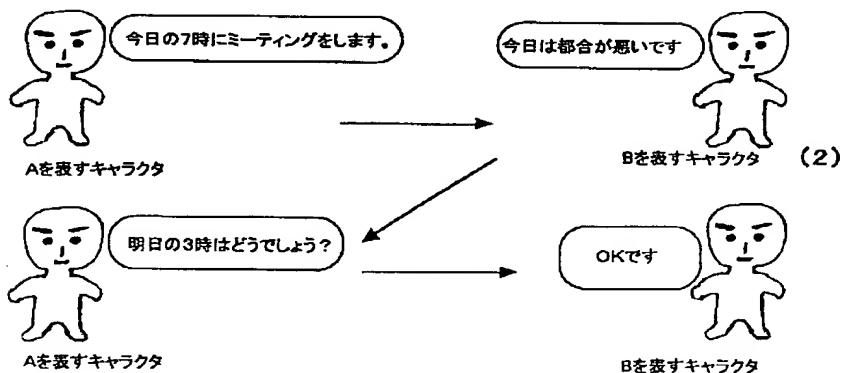 今日の7時にミーティングをします。
今日は都合が悪いです
Aを表すキャラクタ
Bを表すキャラクタ
(2)
明日の3時はどうでしょう?
OKです
Aを表すキャラクタ
Bを表すキャラクタ